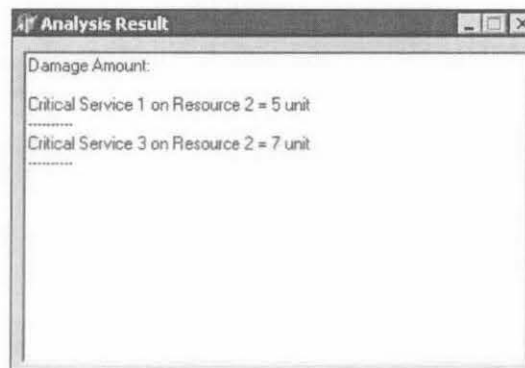 Analysis Result
Damage Amount:
Critical Service 1 on Resource 2 = 5 unit
----------
Critical Service 3 on Resource 2 = 7 unit
----------